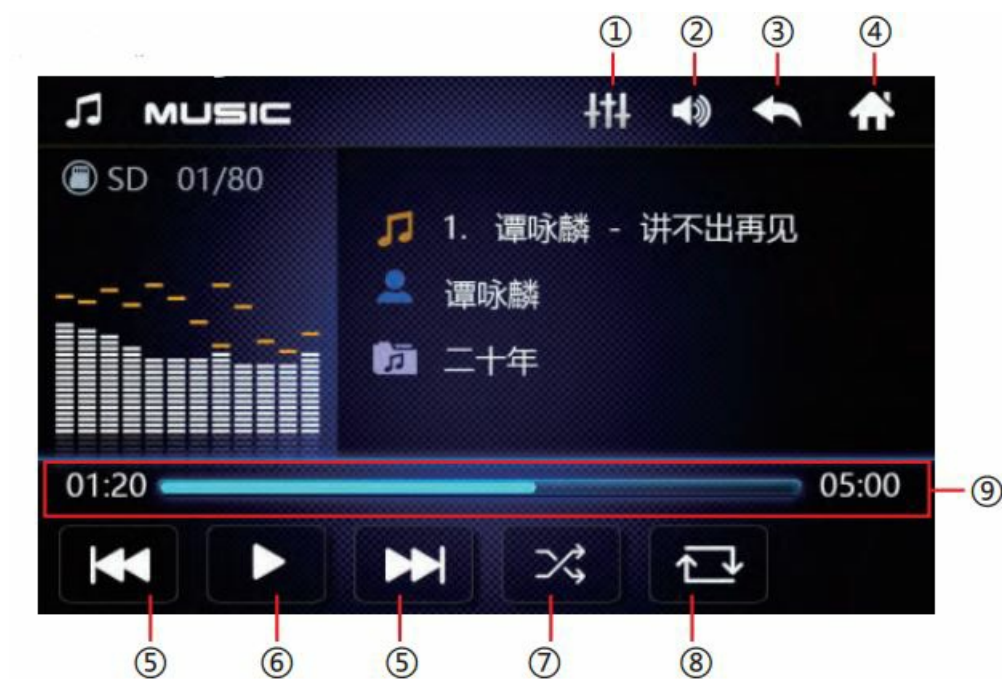 ① ② ③ ④
MUSIC
SD 01/80
1. 谭咏麟 - 讲不出再见
谭咏麟
二十年
01:20 05:00 ⑨
⑤ ⑥ ⑤ ⑦ ⑧